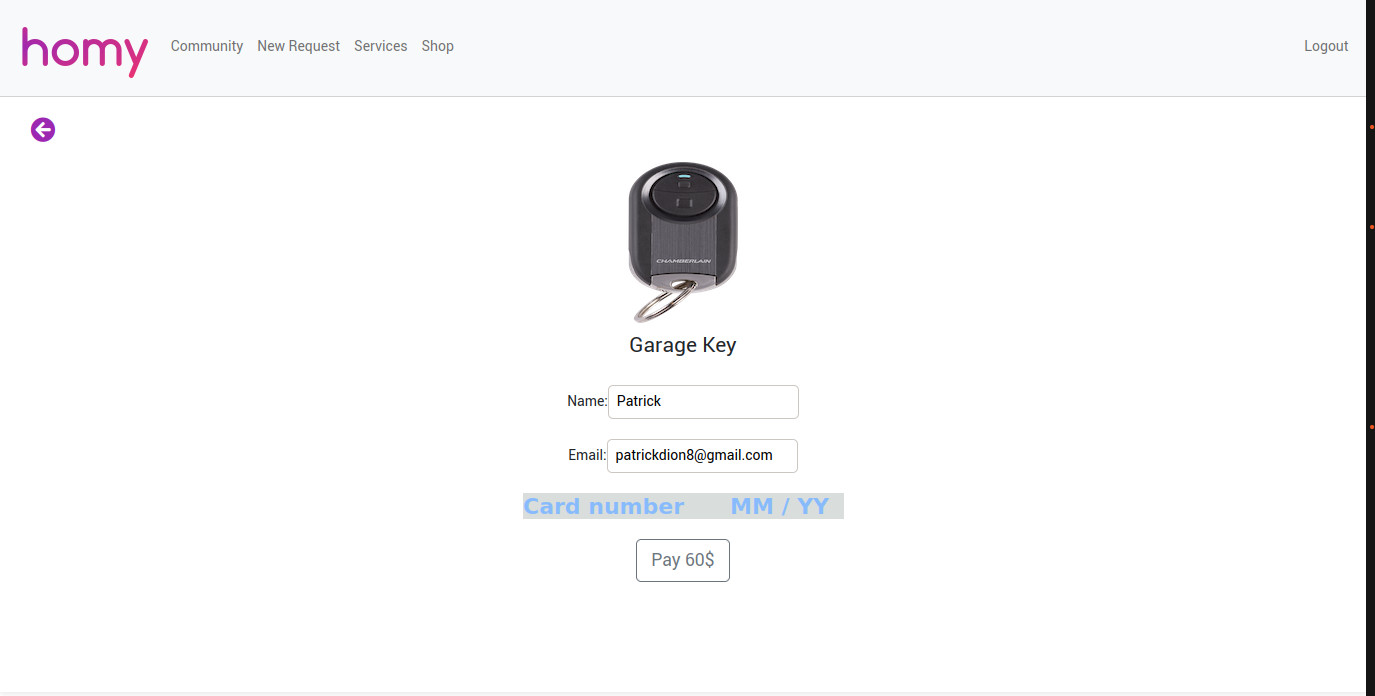 homy Community New Request Services Shop Logout
CHAMBERLAIN
Garage Key
Name: Patrick
Email: patrickdion8@gmail.com
Card number MM / YY
Pay 60$